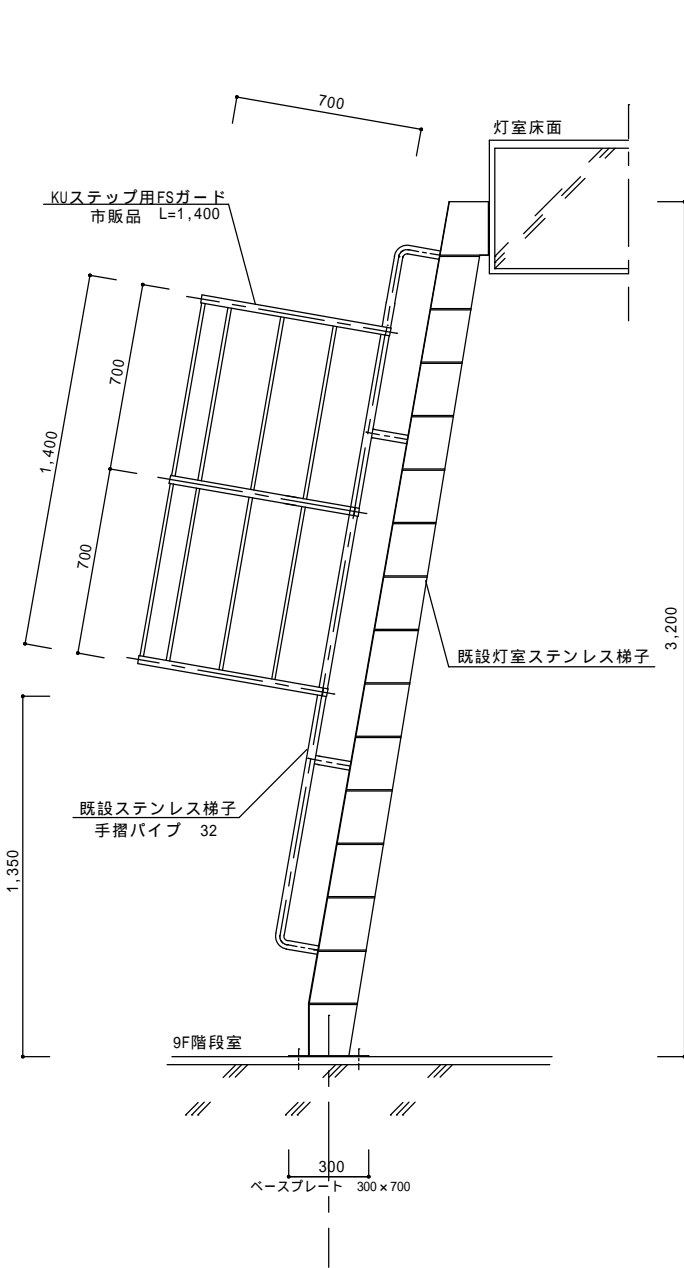 700
灯室床面
KUステップ用FSガード
市販品 L=1,400
700
1,400
700
3,200
既設灯室ステンレス梯子
既設ステンレス梯子
手摺パイプ 32
1,350
9F階段室
300
ベースプレート 300×700